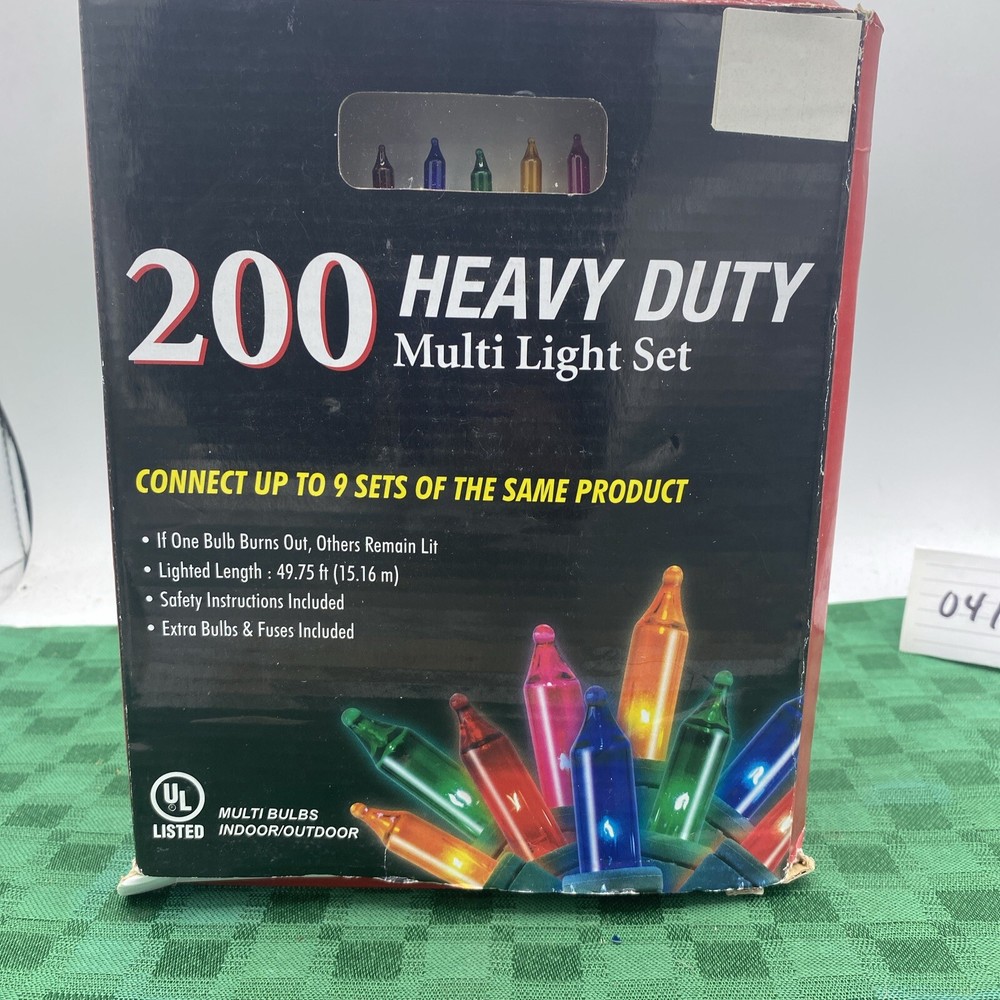 200 HEAVY DUTY
Multi Light Set
CONNECT UP TO 9 SETS OF THE SAME PRODUCT
• If One Bulb Burns Out, Others Remain Lit
• Lighted Length : 49.75 ft (15.16 m)
• Safety Instructions Included
• Extra Bulbs & Fuses Included
UL
LISTED
MULTI BULBS
INDOOR/OUTDOOR
04